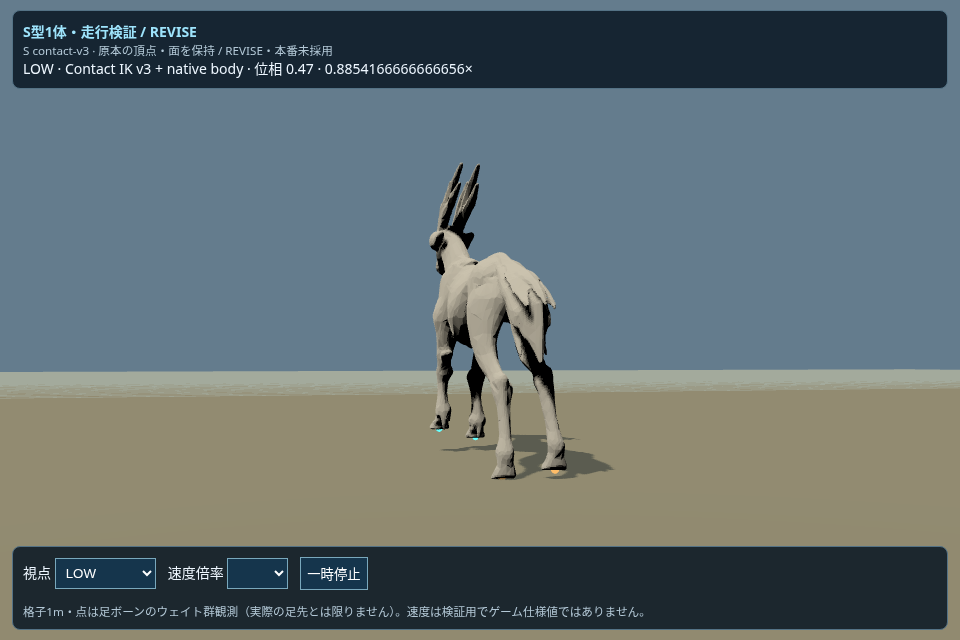 S型1体・走行検証 / REVISE
S contact-v3 · 原本の頂点・面を保持 / REVISE・本番未採用
LOW · Contact IK v3 + native body · 位相 0.47 · 0.8854166666666656×
視点 LOW 速度倍率 一時停止
格子1m・点は足ボーンのウェイト群観測（実際の足先とは限りません）。速度は検証用でゲーム仕様値ではありません。